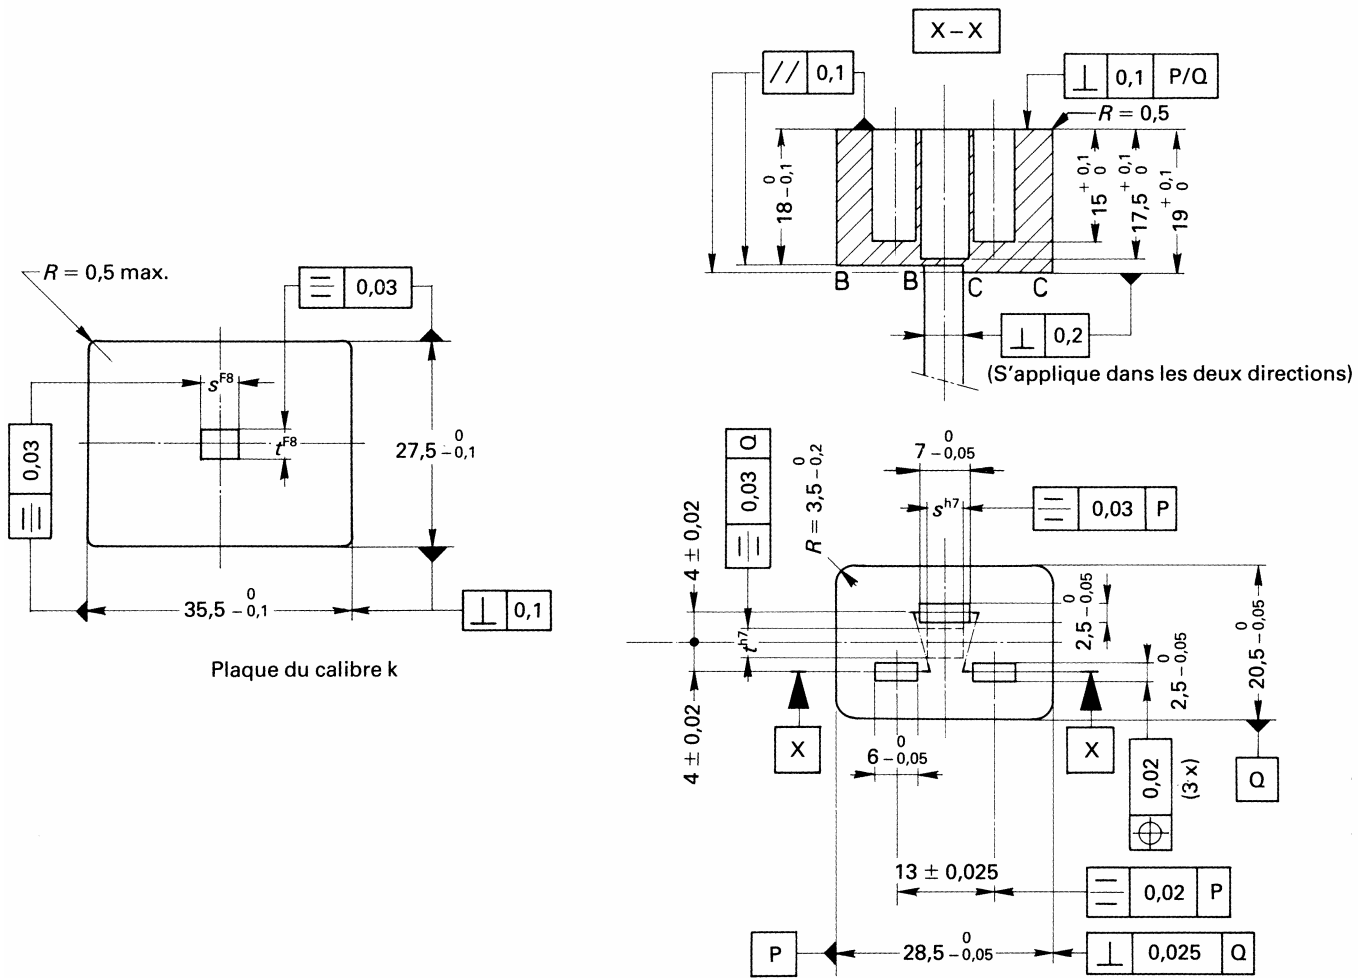 X – X
// 0,1
⊥ 0,1 P/Q
R = 0,5
18 0 −0,1
15 +0,1 0
17,5 +0,1 0
19 +0,1 0
B B C C
⊥ 0,2
(S'applique dans les deux directions)
R = 0,5 max.
0,03
s F8
t F8
0,03
27,5 0 −0,1
35,5 0 −0,1
⊥ 0,1
Plaque du calibre k
0,03 Q
R = 3,5 0 −0,2
7 0 −0,05
s h7
0,03 P
4 ± 0,02
t h7
4 ± 0,02
2,5 0 −0,05
2,5 0 −0,05
20,5 0 −0,05
X
X
6 0 −0,05
0,02
(3 x)
Q
13 ± 0,025
0,02 P
P
28,5 0 −0,05
⊥ 0,025 Q